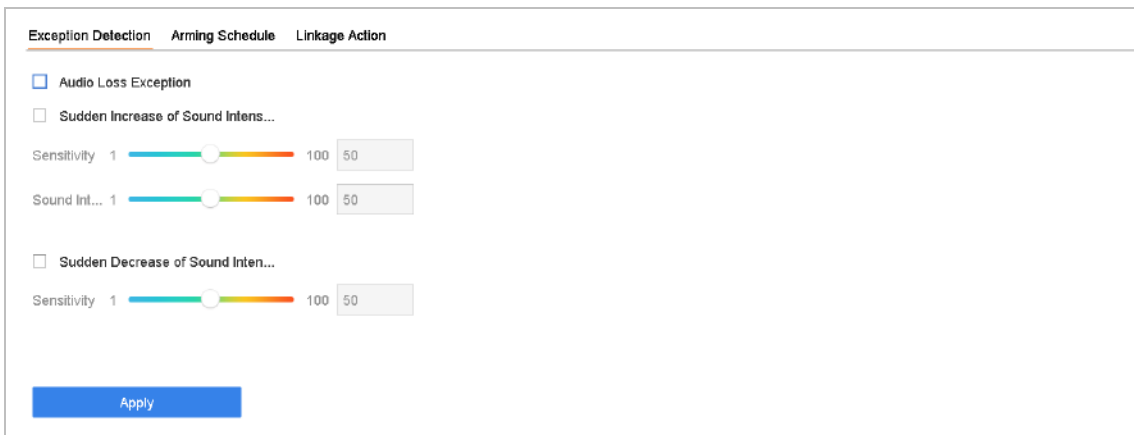 Exception Detection Arming Schedule Linkage Action
Audio Loss Exception
Sudden Increase of Sound Intens...
Sensitivity 1 100 50
Sound Int... 1 100 50
Sudden Decrease of Sound Inten...
Sensitivity 1 100 50
Apply